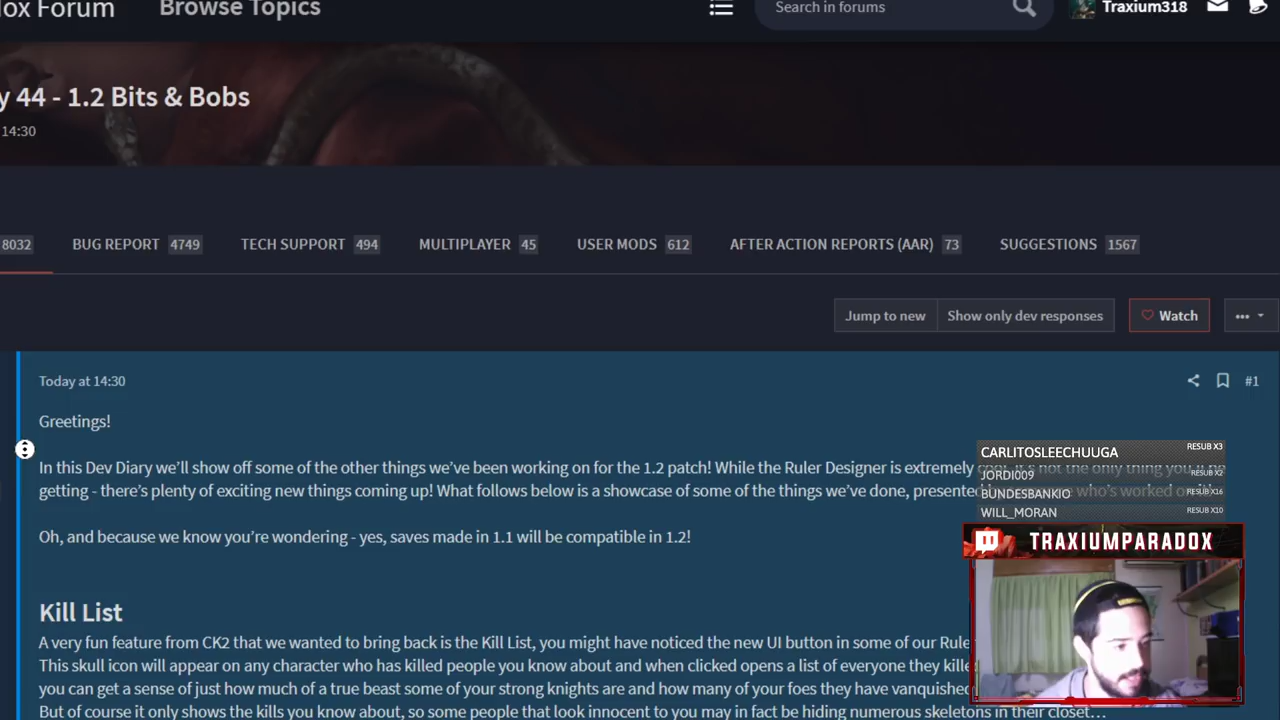 ox Forum
Browse Topics
Search in forums
Traxium318
y 44 - 1.2 Bits & Bobs
14:30
8032
BUG REPORT 4749
TECH SUPPORT 494
MULTIPLAYER 45
USER MODS 612
AFTER ACTION REPORTS (AAR) 73
SUGGESTIONS 1567
Jump to new
Show only dev responses
Watch
Today at 14:30
#1
Greetings!
In this Dev Diary we'll show off some of the other things we've been working on for the 1.2 patch! While the Ruler Designer is extremely cool, it's not the only thing you'll be
getting - there's plenty of exciting new things coming up! What follows below is a showcase of some of the things we've done, presented who's worked
Oh, and because we know you're wondering - yes, saves made in 1.1 will be compatible in 1.2!
Kill List
A very fun feature from CK2 that we wanted to bring back is the Kill List, you might have noticed the new UI button in some of our Rule
This skull icon will appear on any character who has killed people you know about and when clicked opens a list of everyone they kille
you can get a sense of just how much of a true beast some of your strong knights are and how many of your foes they have vanquished
But of course it only shows the kills you know about, so some people that look innocent to you may in fact be hiding numerous skeletons in their closet...
CARLITOSLEECHUUGA RESUB X3
JORDI009 RESUB X2
BUNDESBANKIO RESUB X16
WILL_MORAN RESUB X10
TRAXIUMPARADOX